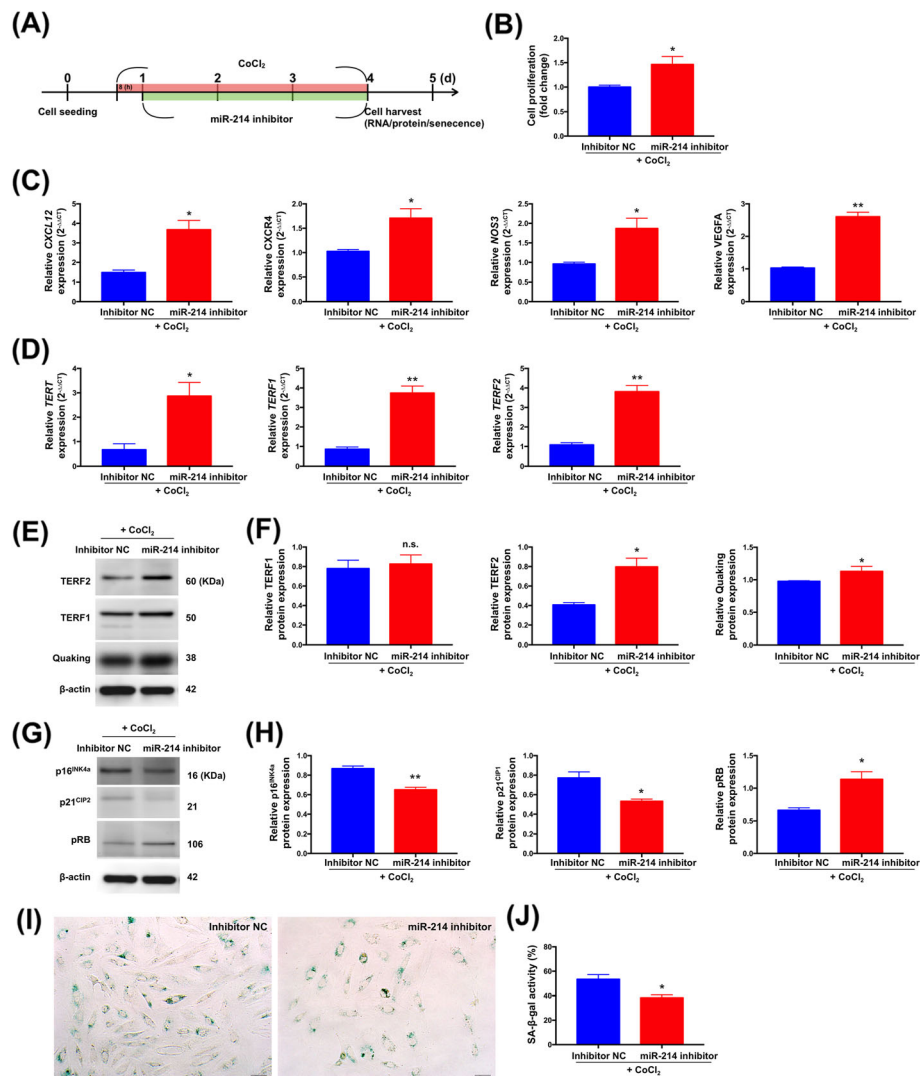 (A)
CoCl2
0 1 2 3 4 5 (d)
8 (h)
Cell seeding
miR-214 inhibitor
Cell harvest
(RNA/protein/senecence)
(B)
Cell proliferation
(fold change)
2.0
1.5
1.0
0.5
0.0
*
Inhibitor NC miR-214 inhibitor
+ CoCl2
(C)
Relative CXCL12
expression (2-ΔΔCT)
5
4
3
2
1
0
*
Inhibitor NC miR-214 inhibitor
+ CoCl2
Relative CXCR4
expression (2-ΔΔCT)
2.0
1.5
1.0
0.5
0.0
*
Inhibitor NC miR-214 inhibitor
+ CoCl2
Relative NOS3
expression (2-ΔΔCT)
2.5
2.0
1.5
1.0
0.5
0.0
*
Inhibitor NC miR-214 inhibitor
+ CoCl2
Relative VEGFA
expression (2-ΔΔCT)
3
2
1
0
**
Inhibitor NC miR-214 inhibitor
+ CoCl2
(D)
Relative TERT
expression (2-ΔΔCT)
4
3
2
1
0
*
Inhibitor NC miR-214 inhibitor
+ CoCl2
Relative TERF1
expression (2-ΔΔCT)
5
4
3
2
1
0
**
Inhibitor NC miR-214 inhibitor
+ CoCl2
Relative TERF2
expression (2-ΔΔCT)
5
4
3
2
1
0
**
Inhibitor NC miR-214 inhibitor
+ CoCl2
(E)
+ CoCl2
Inhibitor NC miR-214 inhibitor
TERF2 60 (KDa)
TERF1 50
Quaking 38
β-actin 42
(F)
Relative TERF1
protein expression
1.0
0.8
0.6
0.4
0.2
0.0
n.s.
Inhibitor NC miR-214 inhibitor
+ CoCl2
Relative TERF2
protein expression
1.0
0.8
0.6
0.4
0.2
0.0
*
Inhibitor NC miR-214 inhibitor
+ CoCl2
Relative Quaking
protein expression
1.5
1.0
0.5
0.0
*
Inhibitor NC miR-214 inhibitor
+ CoCl2
(G)
+ CoCl2
Inhibitor NC miR-214 inhibitor
p16INK4a 16 (KDa)
p21CIP2 21
pRB 106
β-actin 42
(H)
Relative p16INK4a
protein expression
1.0
0.8
0.6
0.4
0.2
0.0
**
Inhibitor NC miR-214 inhibitor
+ CoCl2
Relative p21CIP1
protein expression
1.0
0.8
0.6
0.4
0.2
0.0
*
Inhibitor NC miR-214 inhibitor
+ CoCl2
Relative pRB
protein expression
1.5
1.0
0.5
0.0
*
Inhibitor NC miR-214 inhibitor
+ CoCl2
(I)
Inhibitor NC
miR-214 inhibitor
(J)
SA-β-gal activity (%)
80
60
40
20
0
*
Inhibitor NC miR-214 inhibitor
+ CoCl2